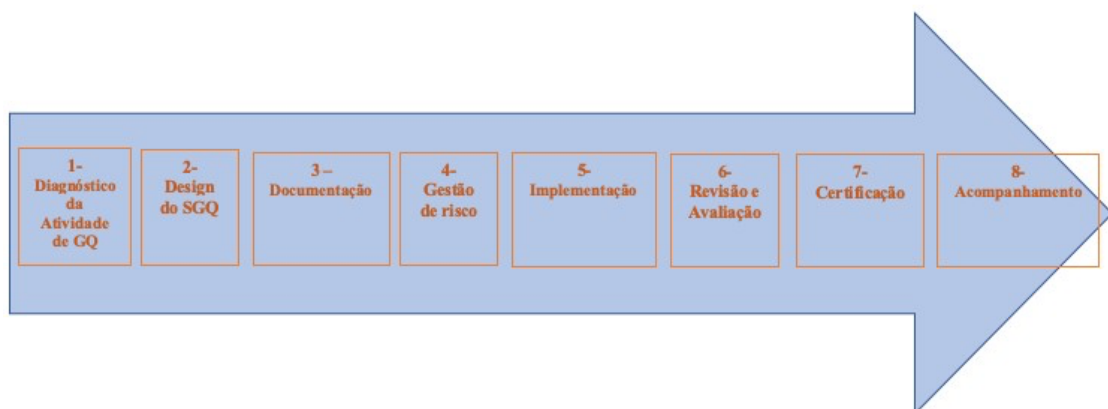 1-
Diagnóstico
da
Atividade
de GQ
2-
Design
do SGQ
3 –
Documentação
4-
Gestão
de risco
5-
Implementação
6-
Revisão e
Avaliação
7-
Certificação
8-
Acompanhamento